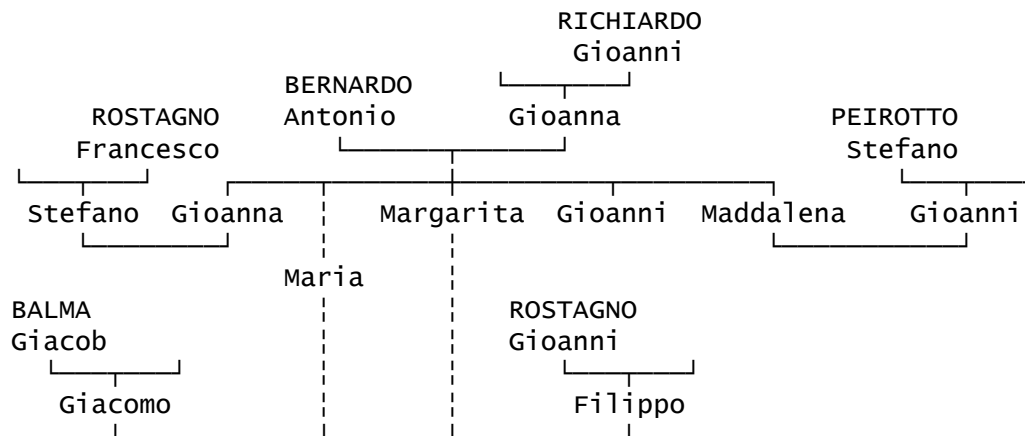 RICHIARDO
Gioanni
BERNARDO
ROSTAGNO Antonio Gioanna PEIROTTO
Francesco Stefano
Stefano Gioanna Margarita Gioanni Maddalena Gioanni
Maria
BALMA ROSTAGNO
Giacob Gioanni
Giacomo Filippo